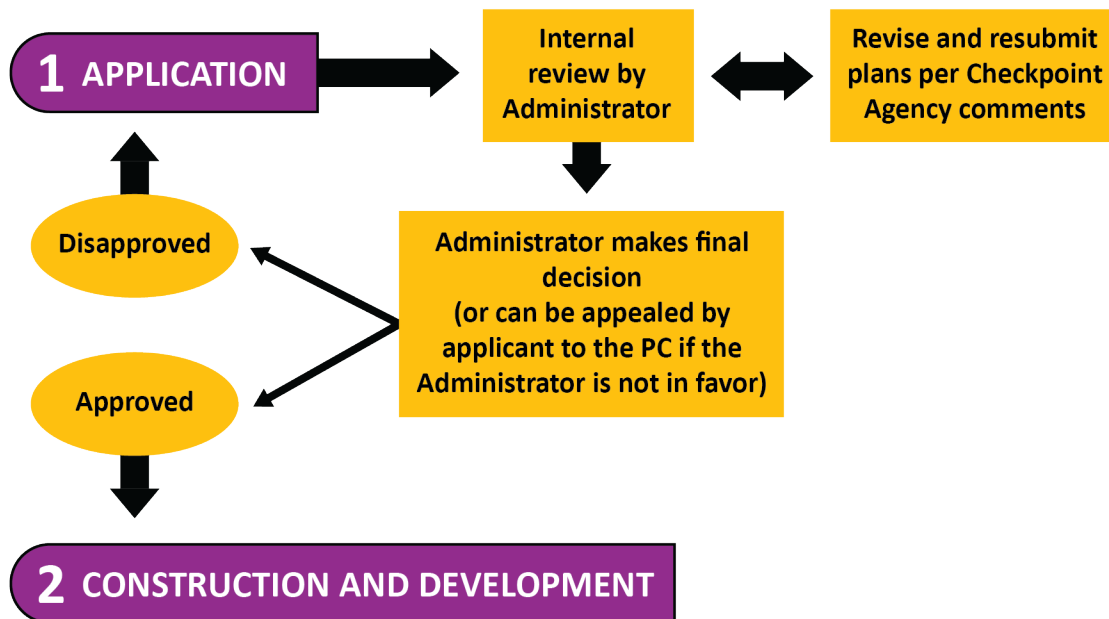 1 APPLICATION
Internal
review by
Administrator
Revise and resubmit
plans per Checkpoint
Agency comments
Disapproved
Administrator makes final
decision
(or can be appealed by
applicant to the PC if the
Administrator is not in favor)
Approved
2 CONSTRUCTION AND DEVELOPMENT